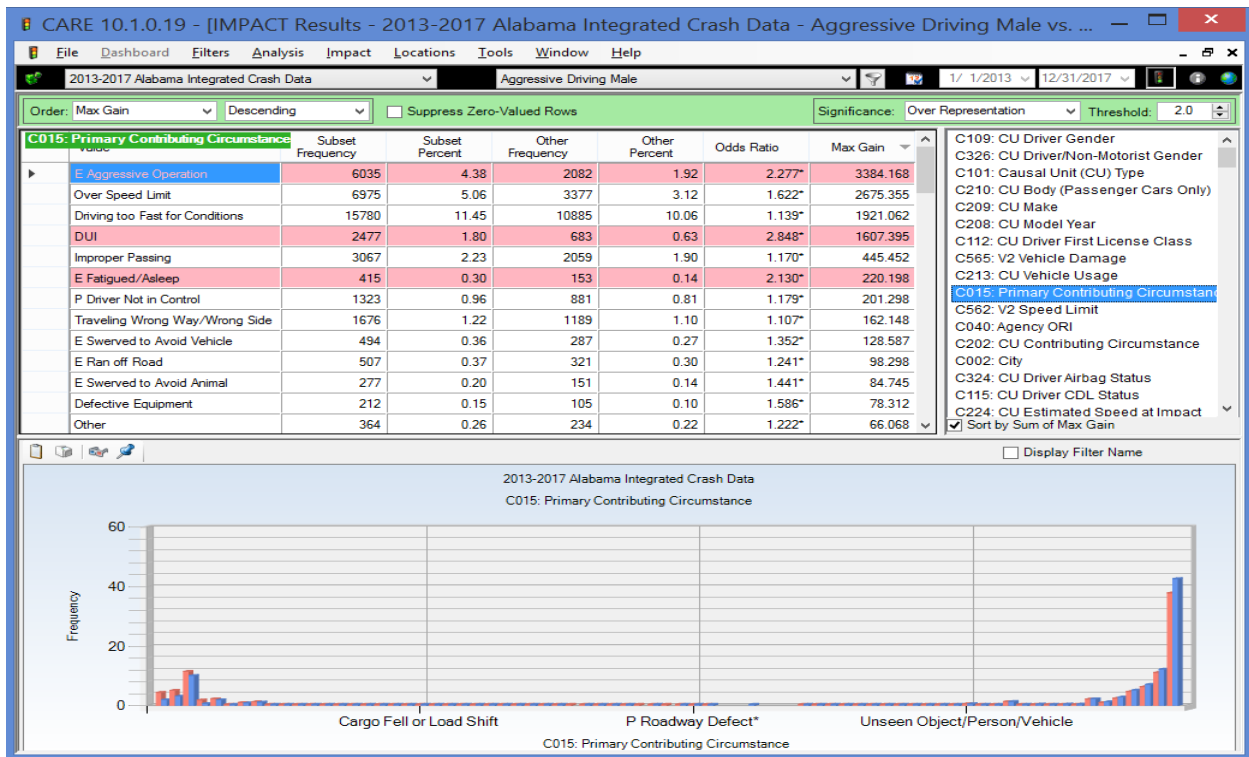 CARE 10.1.0.19 - [IMPACT Results - 2013-2017 Alabama Integrated Crash Data - Aggressive Driving Male vs. ...
File Dashboard Filters Analysis Impact Locations Tools Window Help
2013-2017 Alabama Integrated Crash Data Aggressive Driving Male 1/ 1/2013 12/31/2017
Order: Max Gain Descending Suppress Zero-Valued Rows Significance: Over Representation Threshold: 2.0
C015: Primary Contributing Circumstance Subset Frequency Subset Percent Other Frequency Other Percent Odds Ratio Max Gain
E Aggressive Operation 6035 4.38 2082 1.92 2.277* 3384.168
Over Speed Limit 6975 5.06 3377 3.12 1.622* 2675.355
Driving too Fast for Conditions 15780 11.45 10885 10.06 1.139* 1921.062
DUI 2477 1.80 683 0.63 2.848* 1607.395
Improper Passing 3067 2.23 2059 1.90 1.170* 445.452
E Fatigued/Asleep 415 0.30 153 0.14 2.130* 220.198
P Driver Not in Control 1323 0.96 881 0.81 1.179* 201.298
Traveling Wrong Way/Wrong Side 1676 1.22 1189 1.10 1.107* 162.148
E Swerved to Avoid Vehicle 494 0.36 287 0.27 1.352* 128.587
E Ran off Road 507 0.37 321 0.30 1.241* 98.298
E Swerved to Avoid Animal 277 0.20 151 0.14 1.441* 84.745
Defective Equipment 212 0.15 105 0.10 1.586* 78.312
Other 364 0.26 234 0.22 1.222* 66.068
C109: CU Driver Gender
C326: CU Driver/Non-Motorist Gender
C101: Causal Unit (CU) Type
C210: CU Body (Passenger Cars Only)
C209: CU Make
C208: CU Model Year
C112: CU Driver First License Class
C565: V2 Vehicle Damage
C213: CU Vehicle Usage
C015: Primary Contributing Circumstanc
C562: V2 Speed Limit
C040: Agency ORI
C202: CU Contributing Circumstance
C002: City
C324: CU Driver Airbag Status
C115: CU Driver CDL Status
C224: CU Estimated Speed at Impact
Sort by Sum of Max Gain
Display Filter Name
2013-2017 Alabama Integrated Crash Data
C015: Primary Contributing Circumstance
60
40
20
0
Frequency
Cargo Fell or Load Shift P Roadway Defect* Unseen Object/Person/Vehicle
C015: Primary Contributing Circumstance